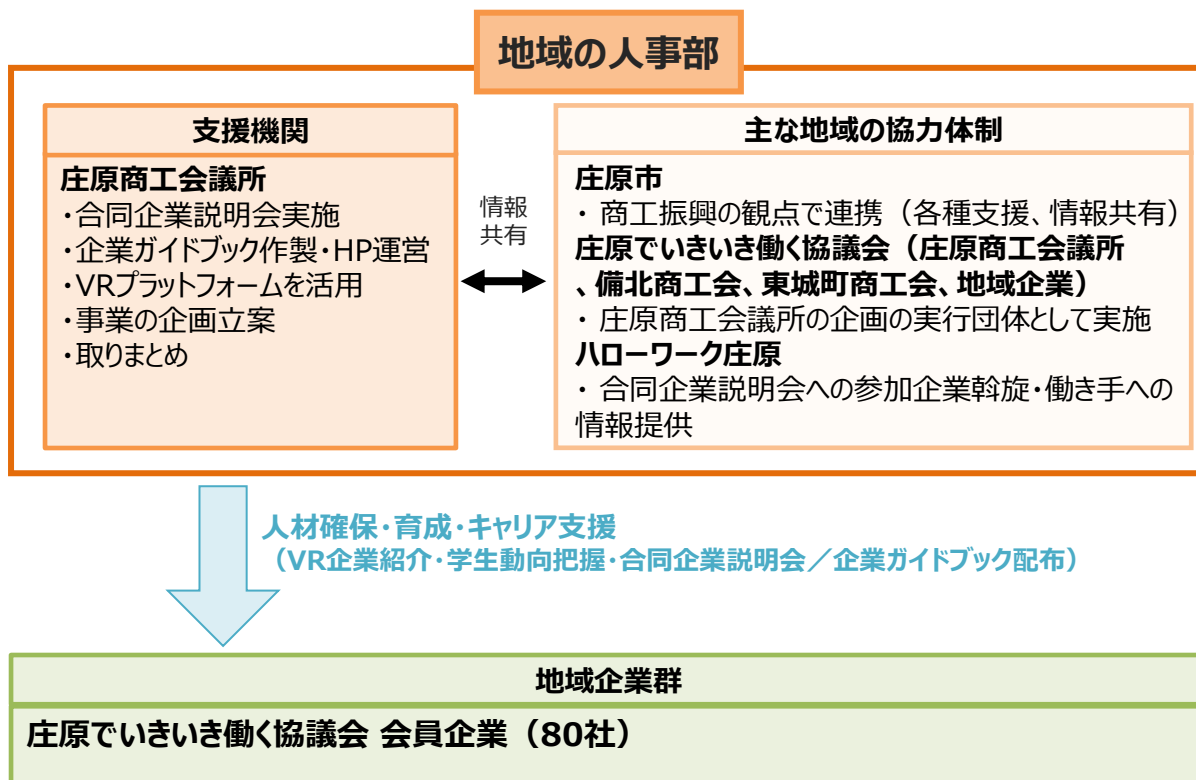 地域の人事部
支援機関
庄原商工会議所
・合同企業説明会実施
・企業ガイドブック作製・HP運営
・VRプラットフォームを活用
・事業の企画立案
・取りまとめ
情報
共有
主な地域の協力体制
庄原市
・ 商工振興の観点で連携（各種支援、情報共有）
庄原でいきいき働く協議会（庄原商工会議所
、備北商工会、東城町商工会、地域企業）
・ 庄原商工会議所の企画の実行団体として実施
ハローワーク庄原
・ 合同企業説明会への参加企業斡旋・働き手への
情報提供
人材確保・育成・キャリア支援
（VR企業紹介・学生動向把握・合同企業説明会／企業ガイドブック配布）
地域企業群
庄原でいきいき働く協議会 会員企業（80社）